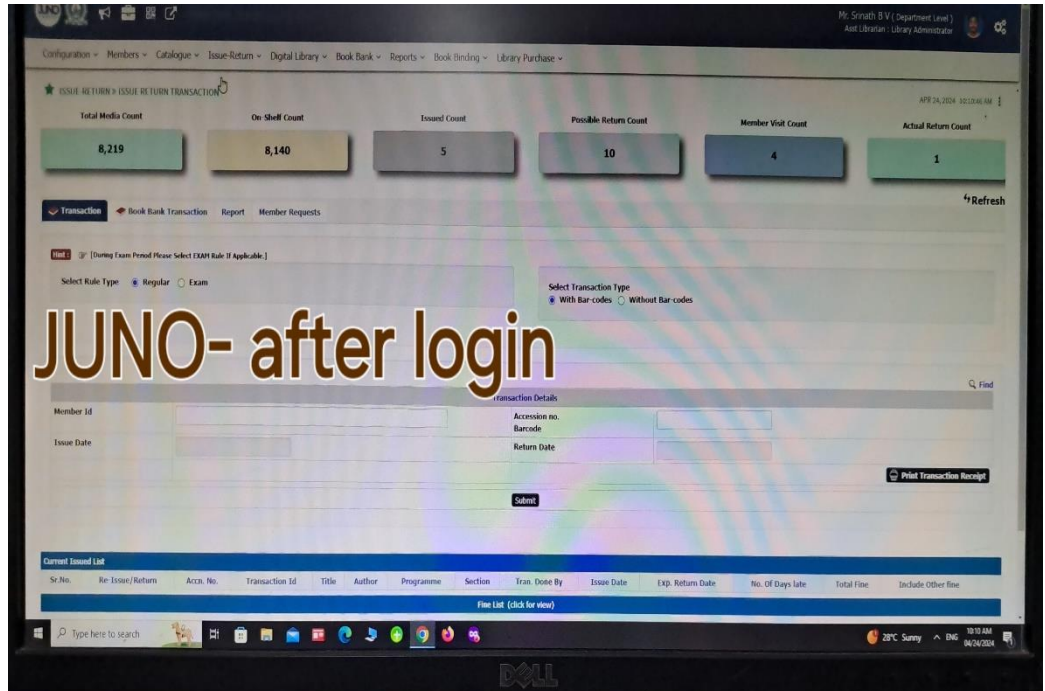 JUNO
Mr. Srinath B V ( Department Level )
Asst Librarian : Library Administrator
Configuration Members Catalogue Issue-Return Digital Library Book Bank Reports Book Binding Library Purchase
ISSUE RETURN » ISSUE RETURN TRANSACTION
APR 24, 2024 AM
Total Media Count On-Shelf Count Issued Count Possible Return Count Member Visit Count Actual Return Count
8,219 8,140 5 10 4 1
Refresh
Transaction Book Bank Transaction Report Member Requests
Hint : [During Exam Period Please Select EXAM Rule If Applicable.]
Select Rule Type Regular Exam
Select Transaction Type
With Bar-codes Without Bar-codes
JUNO- after login
Find
Transaction Details
Member Id Accession no.
Barcode
Issue Date Return Date
Print Transaction Receipt
Submit
Current Issued List
Sr.No. Re-Issue/Return Accn. No. Transaction Id Title Author Programme Section Tran. Done By Issue Date Exp. Return Date No. Of Days late Total Fine Include Other fine
Fine List (click for view)
Type here to search 28°C Sunny ENG 10:10 AM
04/24/2024
DELL